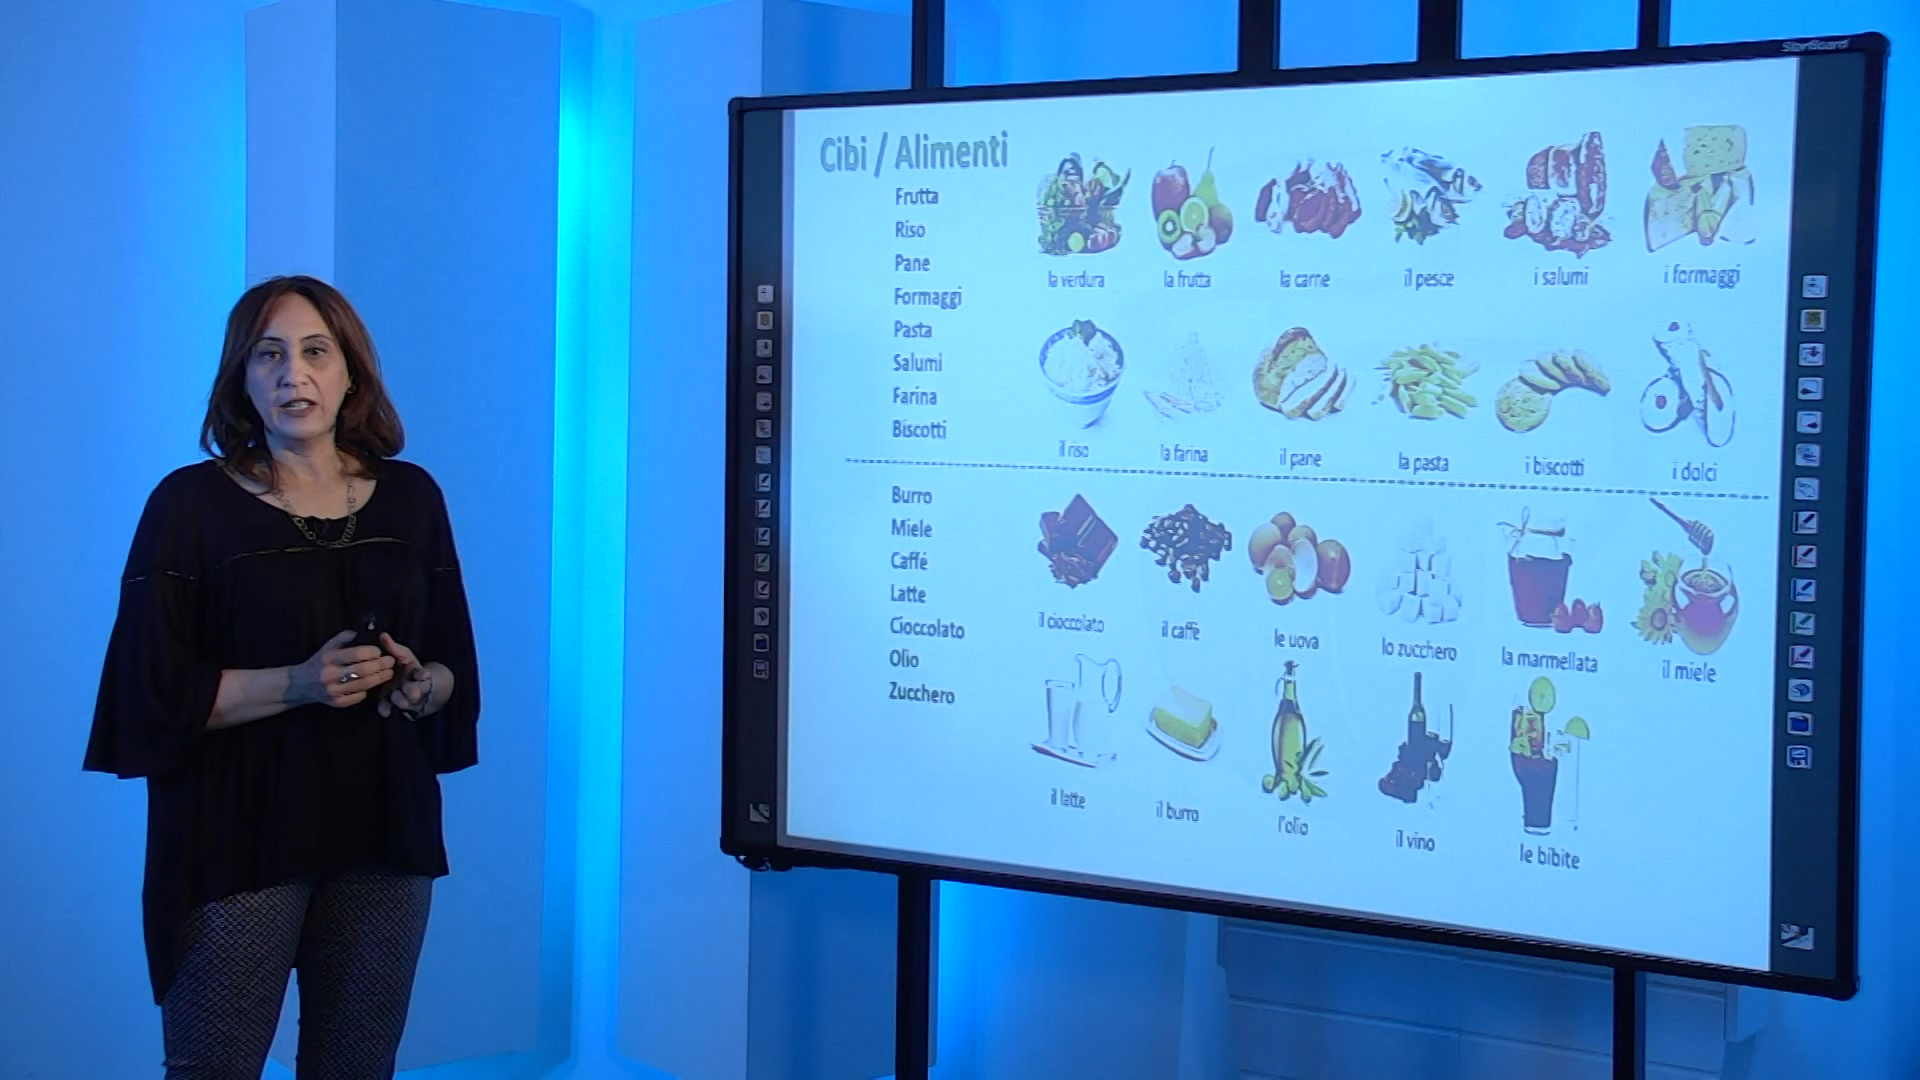 StarBoard
Cibi / Alimenti
Frutta
Riso
Pane
Formaggi
Pasta
Salumi
Farina
Biscotti
la verdura la frutta la carne il pesce i salumi i formaggi
il riso la farina il pane la pasta i biscotti i dolci
Burro
Miele
Caffé
Latte
Cioccolato
Olio
Zucchero
il cioccolato il caffè le uova lo zucchero la marmellata il miele
il latte il burro l'olio il vino le bibite